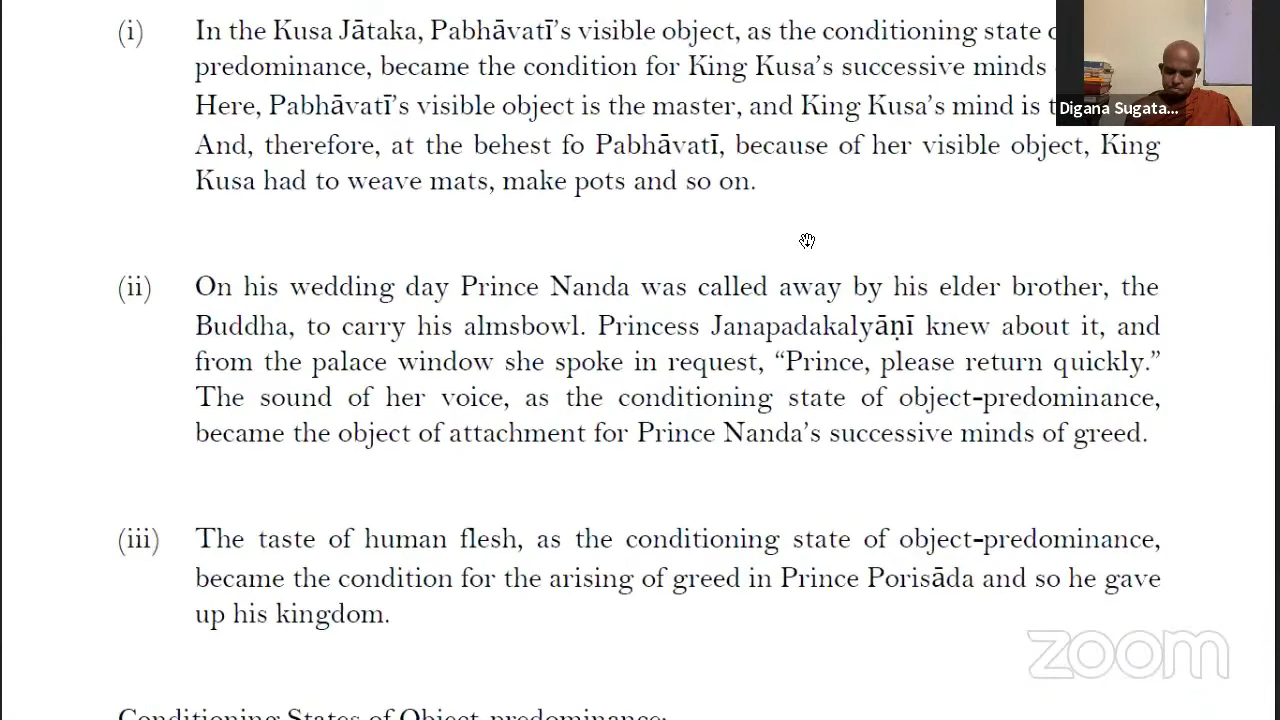 (i) In the Kusa Jātaka, Pabhāvatī’s visible object, as the conditioning state
predominance, became the condition for King Kusa’s successive minds
Here, Pabhāvatī’s visible object is the master, and King Kusa’s mind is
And, therefore, at the behest fo Pabhāvatī, because of her visible object, King
Kusa had to weave mats, make pots and so on.
Digana Sugata...
(ii) On his wedding day Prince Nanda was called away by his elder brother, the
Buddha, to carry his almsbowl. Princess Janapadakalyāṇī knew about it, and
from the palace window she spoke in request, “Prince, please return quickly.”
The sound of her voice, as the conditioning state of object-predominance,
became the object of attachment for Prince Nanda’s successive minds of greed.
(iii) The taste of human flesh, as the conditioning state of object-predominance,
became the condition for the arising of greed in Prince Porisāda and so he gave
up his kingdom.
zoom
Conditioning States of Object-predominance: